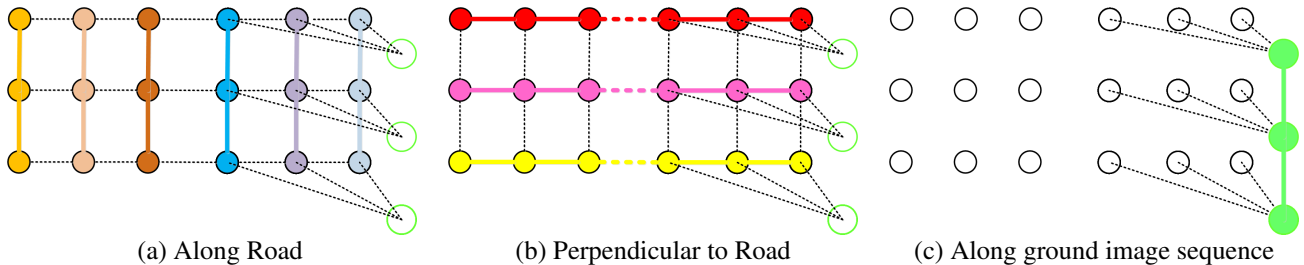 (a) Along Road
(b) Perpendicular to Road
(c) Along ground image sequence